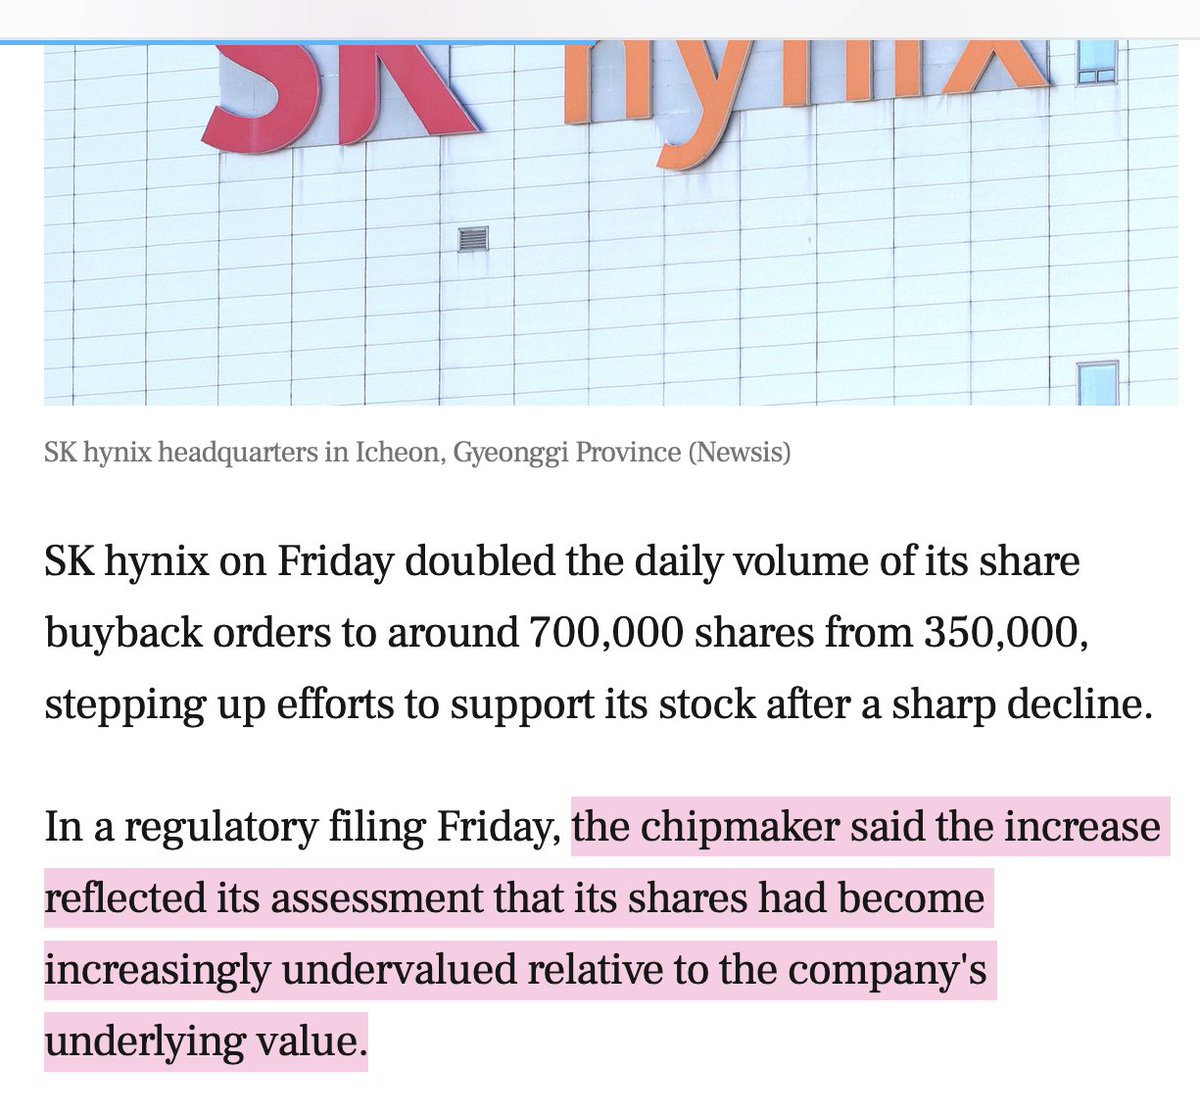 SK hynix
SK hynix headquarters in Icheon, Gyeonggi Province (Newsis)
SK hynix on Friday doubled the daily volume of its share
buyback orders to around 700,000 shares from 350,000,
stepping up efforts to support its stock after a sharp decline.
In a regulatory filing Friday, the chipmaker said the increase
reflected its assessment that its shares had become
increasingly undervalued relative to the company's
underlying value.